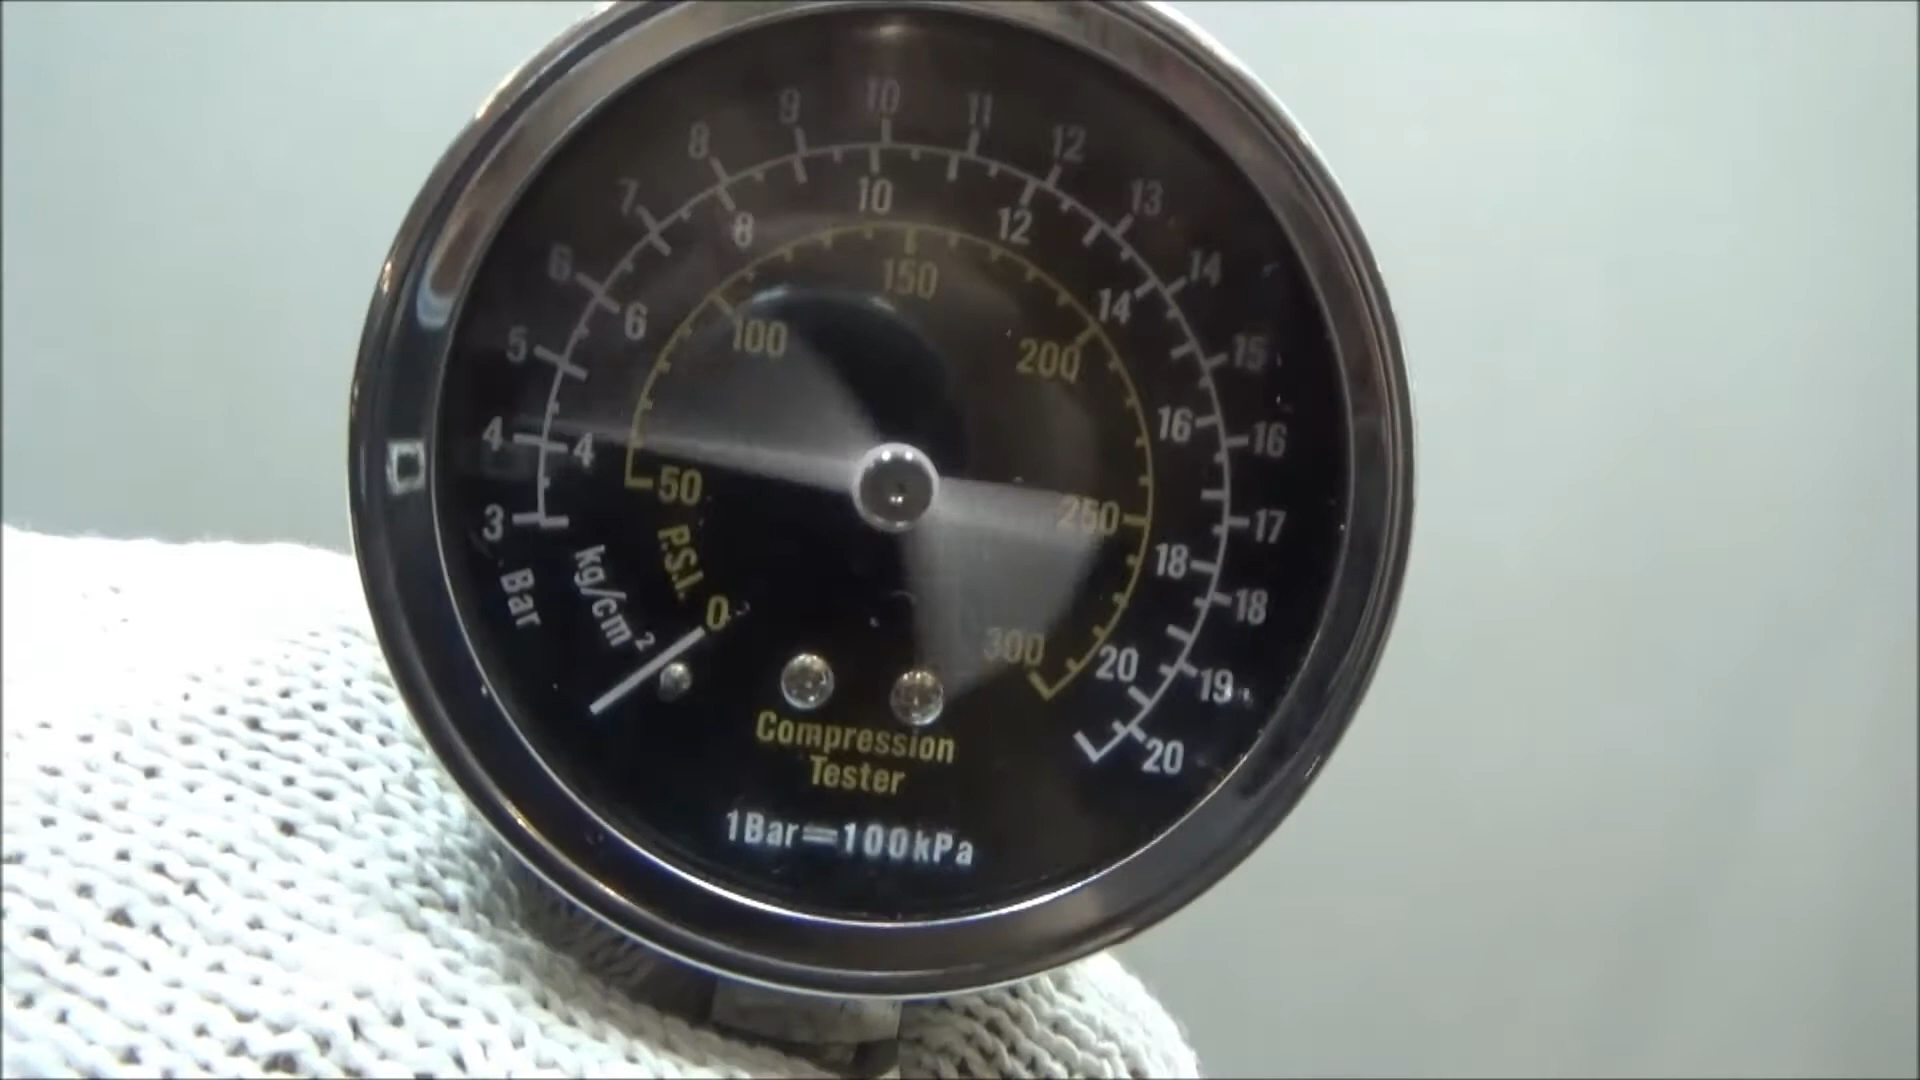 3 4 5 6 7 8 9 10 11 12 13 14 15 16 17 18 19 20
Bar
4 6 8 10 12 14 16 18 20
kg/cm²
0 50 100 150 200 250 300
P.S.I.
Compression
Tester
1Bar=100kPa